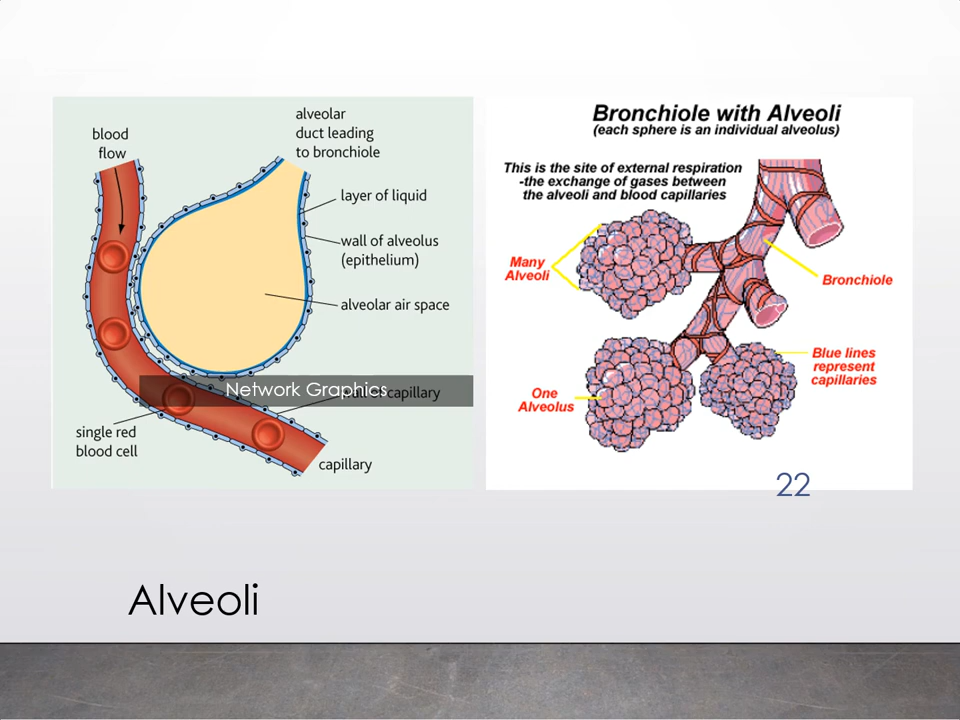 blood
flow
alveolar
duct leading
to bronchiole
layer of liquid
wall of alveolus
(epithelium)
alveolar air space
Network Graphics
capillary
single red
blood cell
capillary
Bronchiole with Alveoli
(each sphere is an individual alveolus)
This is the site of external respiration
-the exchange of gases between
the alveoli and blood capillaries
Many
Alveoli
Bronchiole
Blue lines
represent
capillaries
One
Alveolus
22
Alveoli